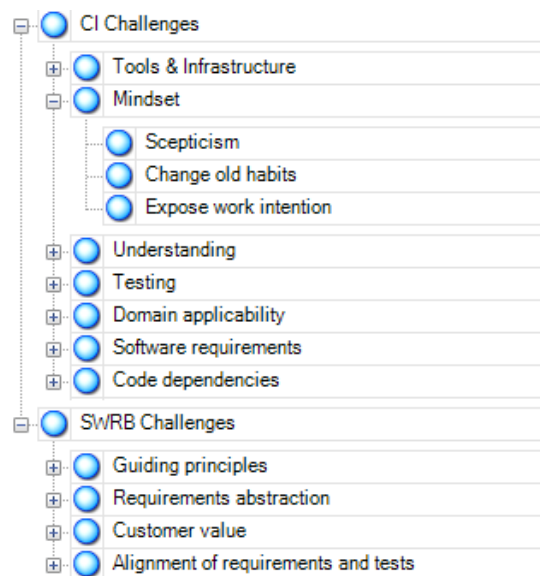 CI Challenges
Tools & Infrastructure
Mindset
Scepticism
Change old habits
Expose work intention
Understanding
Testing
Domain applicability
Software requirements
Code dependencies
SWRB Challenges
Guiding principles
Requirements abstraction
Customer value
Alignment of requirements and tests